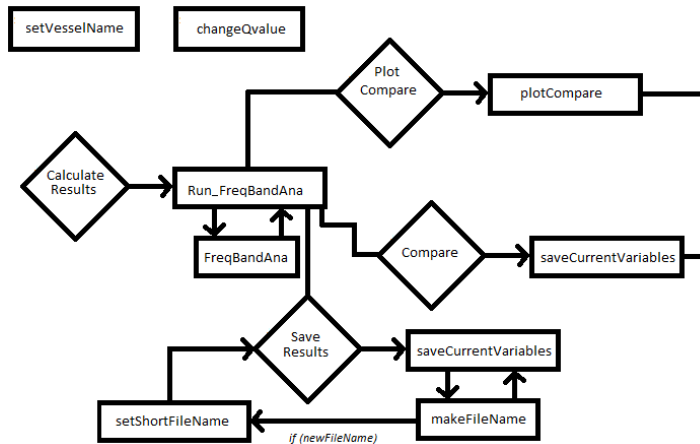 setVesselName
changeQvalue
Plot
Compare
plotCompare
Calculate
Results
Run_FreqBandAna
FreqBandAna
Compare
saveCurrentVariables
Save
Results
saveCurrentVariables
setShortFileName
makeFileName
if (newFileName)